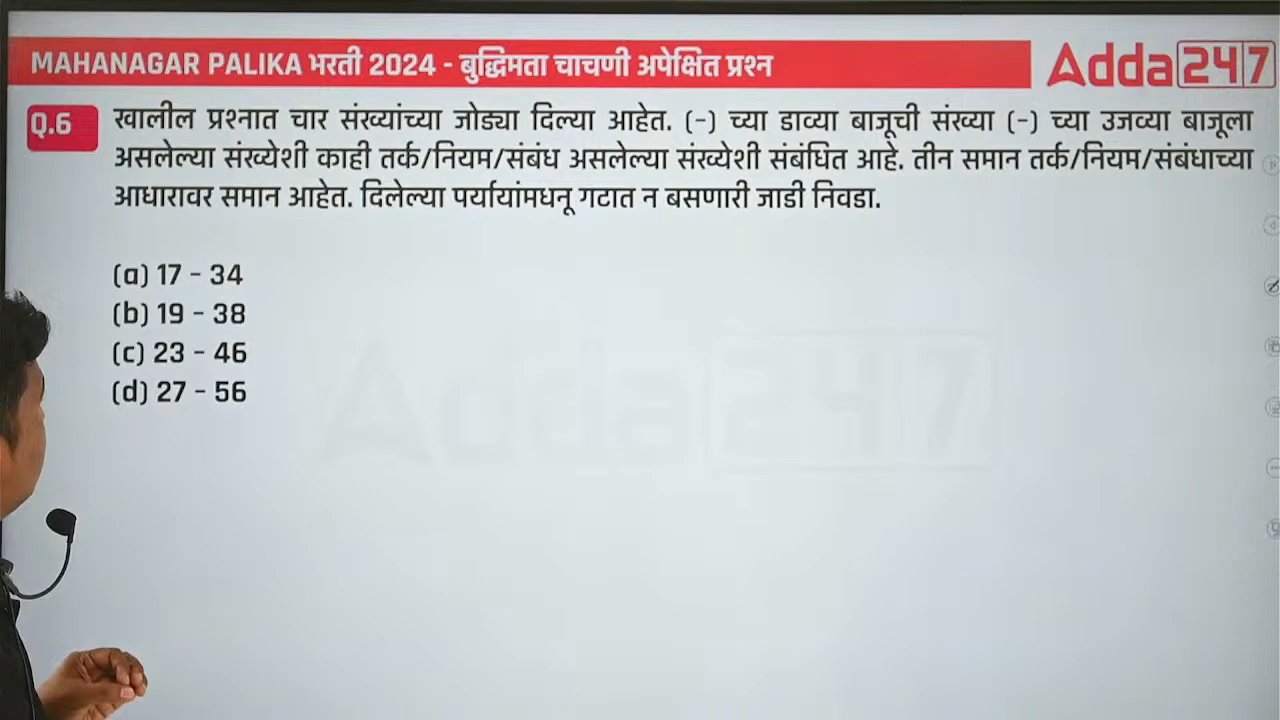 MAHANAGAR PALIKA भरती 2024 - बुद्धिमता चाचणी अपेक्षित प्रश्न
Adda247
Q.6
खालील प्रश्नात चार संख्यांच्या जोड्या दिल्या आहेत. (-) च्या डाव्या बाजूची संख्या (-) च्या उजव्या बाजूला
असलेल्या संख्येशी काही तर्क/नियम/संबंध असलेल्या संख्येशी संबंधित आहे. तीन समान तर्क/नियम/संबंधाच्या
आधारावर समान आहेत. दिलेल्या पर्यायांमधनू गटात न बसणारी जाडी निवडा.
(a) 17 - 34
(b) 19 - 38
(c) 23 - 46
(d) 27 - 56
Adda247